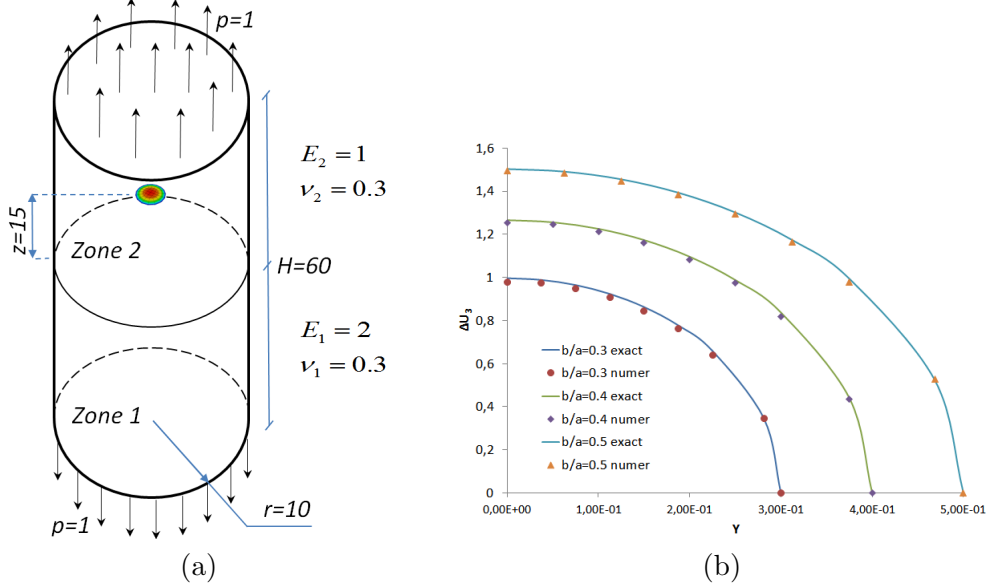 p=1
E₂ = 1
ν₂ = 0.3
z=15
Zone 2
H=60
E₁ = 2
ν₁ = 0.3
Zone 1
r=10
p=1
(a)
1,6
1,4
1,2
1
0,8
0,6
0,4
0,2
0
ΔU₃
b/a=0.3 exact
b/a=0.3 numer
b/a=0.4 exact
b/a=0.4 numer
b/a=0.5 exact
b/a=0.5 numer
0,00E+00 1,00E-01 2,00E-01 3,00E-01 4,00E-01 5,00E-01
Y
(b)